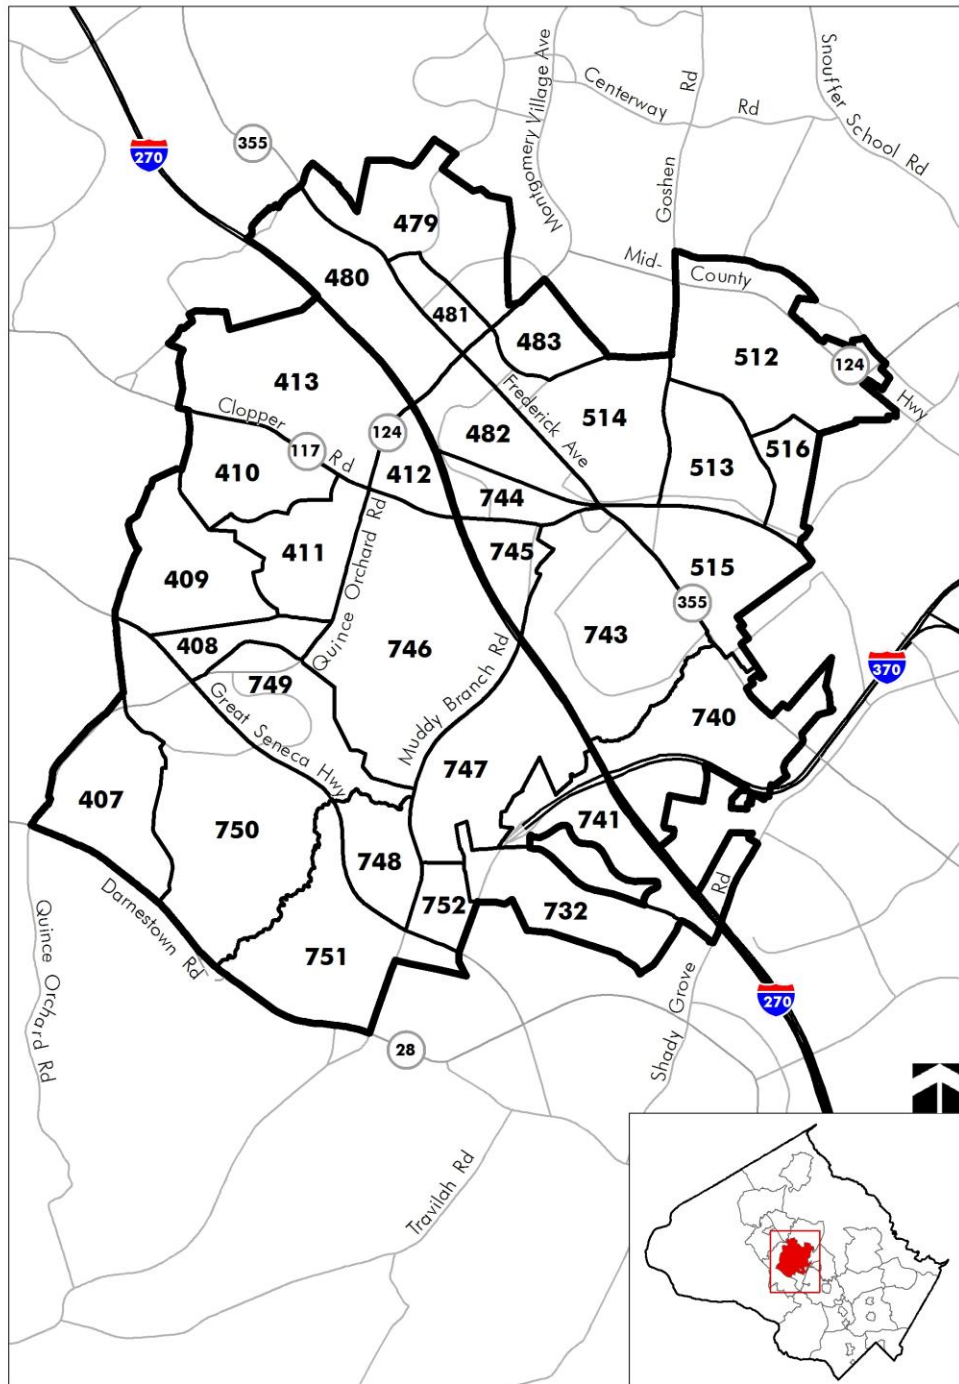 Snouffer School Rd
Montgomery Village Ave
Centerway Rd
Goshen Rd
355
270
479
Mid-County Hwy
480
481
483
512
124
413
Frederick Ave
514
Clopper Rd
124
482
117
410
412
513
516
744
411
745
515
409
Quince Orchard Rd
355
743
408
746
370
749
Muddy Branch Rd
Great Seneca Hwy
740
747
407
741
750
748
Rd
752
732
Darnestown Rd
751
Quince Orchard Rd
Shady Grove
270
28
Travilah Rd